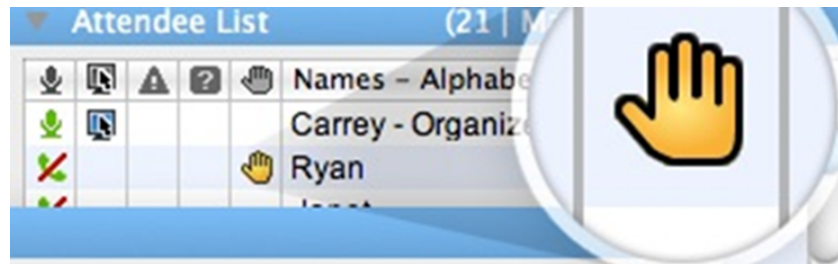 Attendee List (21 |
Names - Alphabe
Carrey - Organiz
Ryan